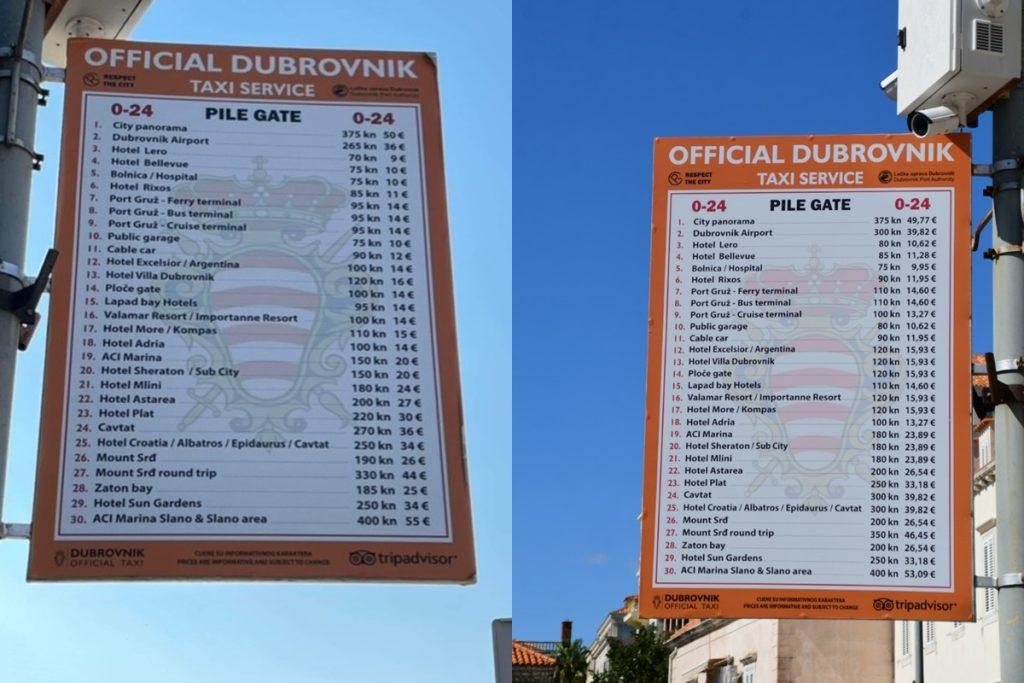 OFFICIAL DUBROVNIK
TAXI SERVICE
RESPECT
THE CITY
Lučka uprava Dubrovnik
Dubrovnik Port Authority
0-24 PILE GATE 0-24
1. City panorama 375 kn 50 €
2. Dubrovnik Airport 265 kn 36 €
3. Hotel Lero 70 kn 9 €
4. Hotel Bellevue 75 kn 10 €
5. Bolnica / Hospital 75 kn 10 €
6. Hotel Rixos 85 kn 11 €
7. Port Gruž - Ferry terminal 95 kn 14 €
8. Port Gruž - Bus terminal 95 kn 14 €
9. Port Gruž - Cruise terminal 95 kn 14 €
10. Public garage 75 kn 10 €
11. Cable car 90 kn 12 €
12. Hotel Excelsior / Argentina 100 kn 14 €
13. Hotel Villa Dubrovnik 120 kn 16 €
14. Ploče gate 100 kn 14 €
15. Lapad bay Hotels 95 kn 14 €
16. Valamar Resort / Importanne Resort 100 kn 14 €
17. Hotel More / Kompas 110 kn 15 €
18. Hotel Adria 100 kn 14 €
19. ACI Marina 150 kn 20 €
20. Hotel Sheraton / Sub City 150 kn 20 €
21. Hotel Mlini 180 kn 24 €
22. Hotel Astarea 200 kn 27 €
23. Hotel Plat 220 kn 30 €
24. Cavtat 270 kn 36 €
25. Hotel Croatia / Albatros / Epidaurus / Cavtat 250 kn 34 €
26. Mount Srđ 190 kn 26 €
27. Mount Srđ round trip 330 kn 44 €
28. Zaton bay 185 kn 25 €
29. Hotel Sun Gardens 250 kn 34 €
30. ACI Marina Slano & Slano area 400 kn 55 €
DUBROVNIK
OFFICIAL TAXI
CIJENE SU INFORMATIVNOG KARAKTERA
PRICES ARE INFORMATIVE AND SUBJECT TO CHANGE
tripadvisor
OFFICIAL DUBROVNIK
TAXI SERVICE
RESPECT
THE CITY
Lučka uprava Dubrovnik
Dubrovnik Port Authority
0-24 PILE GATE 0-24
1. City panorama 375 kn 49,77 €
2. Dubrovnik Airport 300 kn 39,82 €
3. Hotel Lero 80 kn 10,62 €
4. Hotel Bellevue 85 kn 11,28 €
5. Bolnica / Hospital 75 kn 9,95 €
6. Hotel Rixos 90 kn 11,95 €
7. Port Gruž - Ferry terminal 110 kn 14,60 €
8. Port Gruž - Bus terminal 110 kn 14,60 €
9. Port Gruž - Cruise terminal 100 kn 13,27 €
10. Public garage 80 kn 10,62 €
11. Cable car 90 kn 11,95 €
12. Hotel Excelsior / Argentina 120 kn 15,93 €
13. Hotel Villa Dubrovnik 120 kn 15,93 €
14. Ploče gate 120 kn 15,93 €
15. Lapad bay Hotels 110 kn 14,60 €
16. Valamar Resort / Importanne Resort 120 kn 15,93 €
17. Hotel More / Kompas 120 kn 15,93 €
18. Hotel Adria 100 kn 13,27 €
19. ACI Marina 180 kn 23,89 €
20. Hotel Sheraton / Sub City 180 kn 23,89 €
21. Hotel Mlini 180 kn 23,89 €
22. Hotel Astarea 200 kn 26,54 €
23. Hotel Plat 250 kn 33,18 €
24. Cavtat 300 kn 39,82 €
25. Hotel Croatia / Albatros / Epidaurus / Cavtat 300 kn 39,82 €
26. Mount Srđ 200 kn 26,54 €
27. Mount Srđ round trip 350 kn 46,45 €
28. Zaton bay 200 kn 26,54 €
29. Hotel Sun Gardens 250 kn 33,18 €
30. ACI Marina Slano & Slano area 400 kn 53,09 €
DUBROVNIK
OFFICIAL TAXI
CIJENE SU INFORMATIVNOG KARAKTERA
PRICES ARE INFORMATIVE AND SUBJECT TO CHANGE
tripadvisor